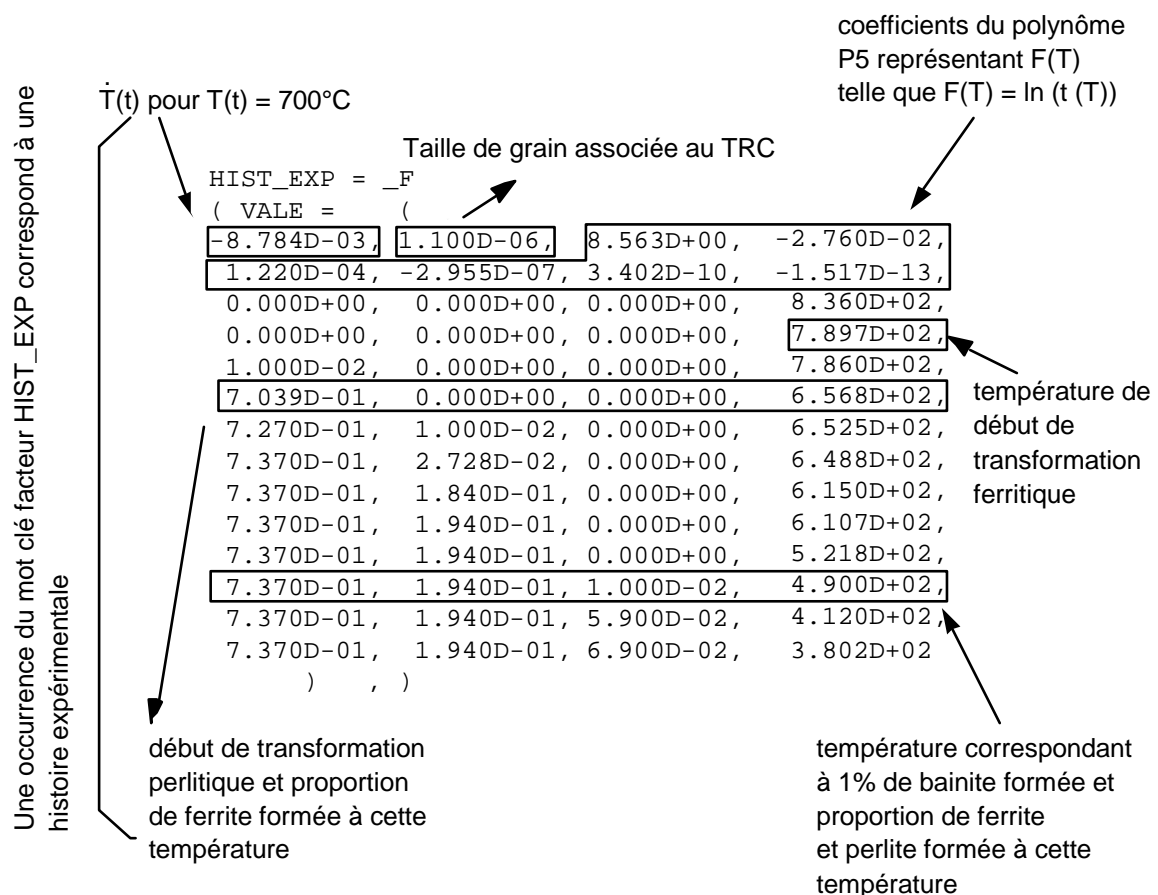 coefficients du polynôme
P5 représentant F(T)
telle que F(T) = ln (t (T))
Ṫ(t) pour T(t) = 700°C
Taille de grain associée au TRC
Une occurrence du mot clé facteur HIST_EXP correspond à une
histoire expérimentale
HIST_EXP = _F
( VALE = (
-8.784D-03, 1.100D-06, 8.563D+00, -2.760D-02,
1.220D-04, -2.955D-07, 3.402D-10, -1.517D-13,
0.000D+00, 0.000D+00, 0.000D+00, 8.360D+02,
0.000D+00, 0.000D+00, 0.000D+00, 7.897D+02,
1.000D-02, 0.000D+00, 0.000D+00, 7.860D+02,
7.039D-01, 0.000D+00, 0.000D+00, 6.568D+02,
7.270D-01, 1.000D-02, 0.000D+00, 6.525D+02,
7.370D-01, 2.728D-02, 0.000D+00, 6.488D+02,
7.370D-01, 1.840D-01, 0.000D+00, 6.150D+02,
7.370D-01, 1.940D-01, 0.000D+00, 6.107D+02,
7.370D-01, 1.940D-01, 0.000D+00, 5.218D+02,
7.370D-01, 1.940D-01, 1.000D-02, 4.900D+02,
7.370D-01, 1.940D-01, 5.900D-02, 4.120D+02,
7.370D-01, 1.940D-01, 6.900D-02, 3.802D+02
) , )
température de
début de
transformation
ferritique
début de transformation
perlitique et proportion
de ferrite formée à cette
température
température correspondant
à 1% de bainite formée et
proportion de ferrite
et perlite formée à cette
température